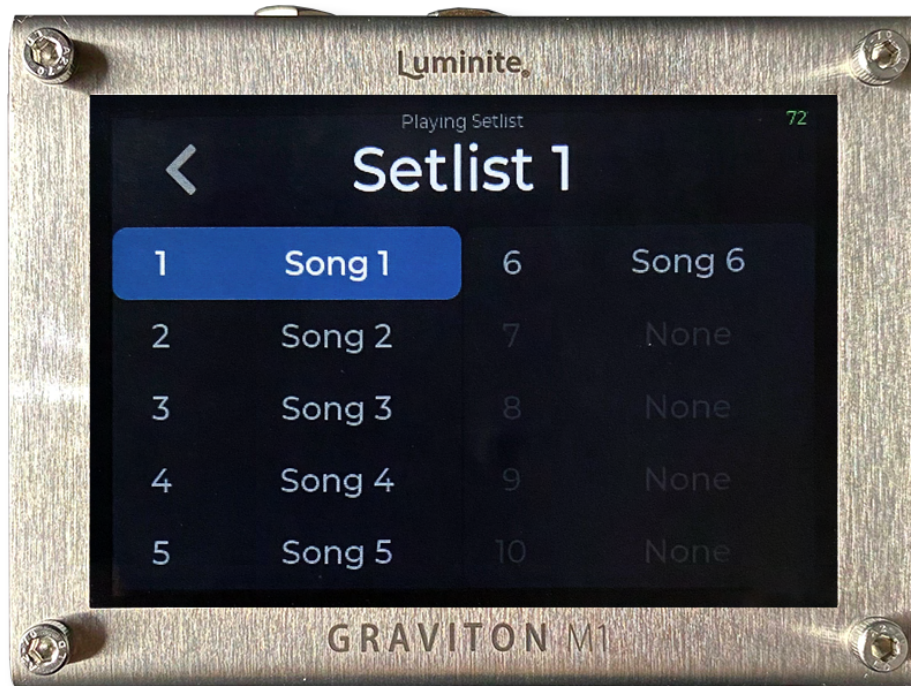 Luminite
Playing Setlist 72
Setlist 1
1 Song 1 6 Song 6
2 Song 2 7 None
3 Song 3 8 None
4 Song 4 9 None
5 Song 5 10 None
GRAVITON M1